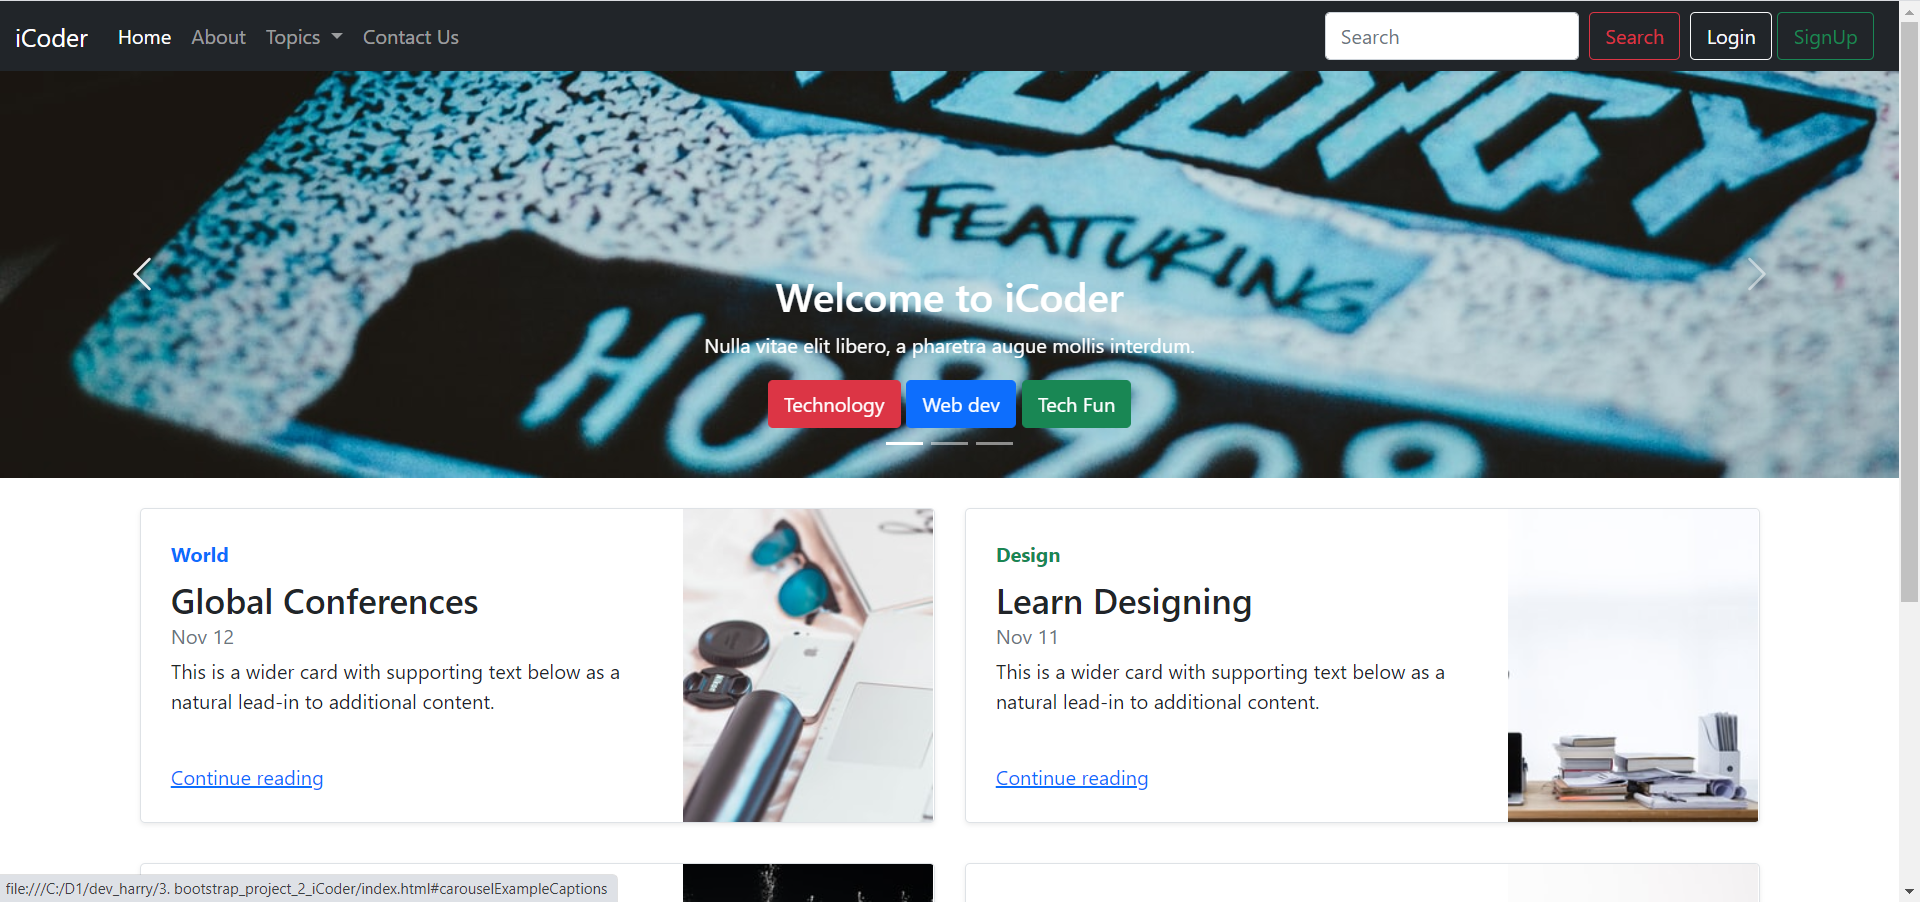 iCoder Home About Topics Contact Us Search Search Login SignUp
FEATURING
Welcome to iCoder
Nulla vitae elit libero, a pharetra augue mollis interdum.
Technology Web dev Tech Fun
World
Global Conferences
Nov 12
This is a wider card with supporting text below as a
natural lead-in to additional content.
Continue reading
Design
Learn Designing
Nov 11
This is a wider card with supporting text below as a
natural lead-in to additional content.
Continue reading
file:///C:/D1/dev_harry/3. bootstrap_project_2_iCoder/index.html#carouselExampleCaptions